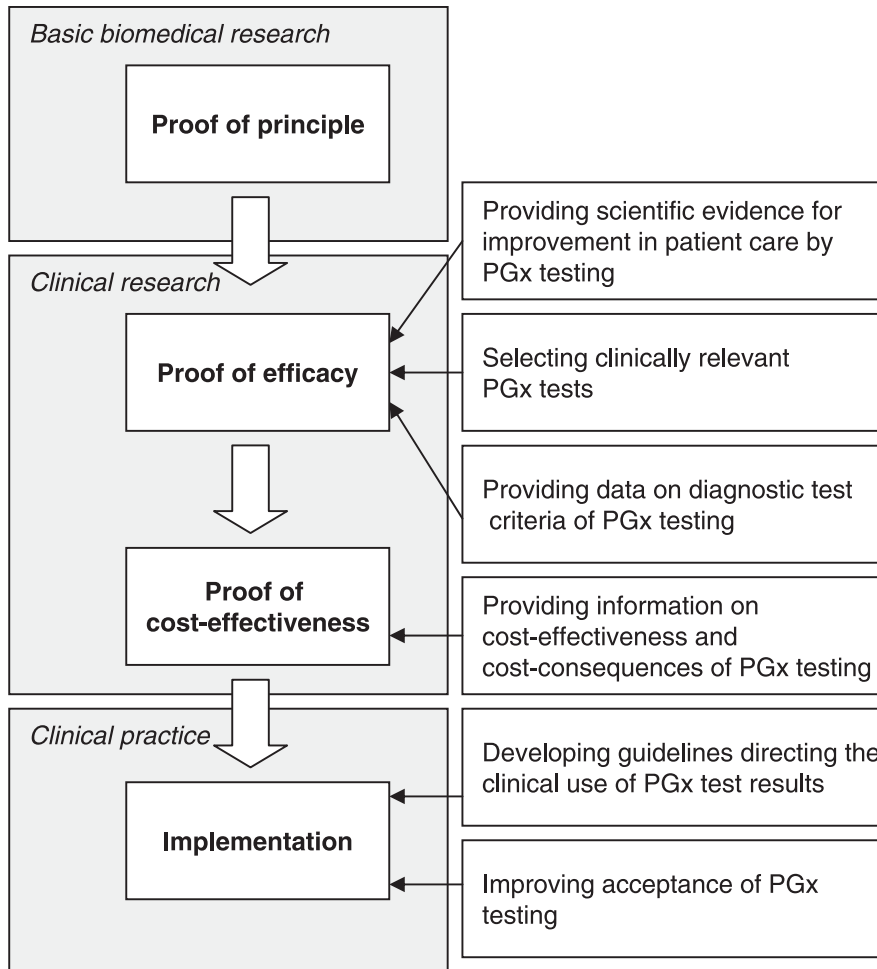 Basic biomedical research
Proof of principle
Providing scientific evidence for
improvement in patient care by
PGx testing
Clinical research
Proof of efficacy
Selecting clinically relevant
PGx tests
Providing data on diagnostic test
criteria of PGx testing
Proof of
cost-effectiveness
Providing information on
cost-effectiveness and
cost-consequences of PGx testing
Clinical practice
Developing guidelines directing the
clinical use of PGx test results
Implementation
Improving acceptance of PGx
testing